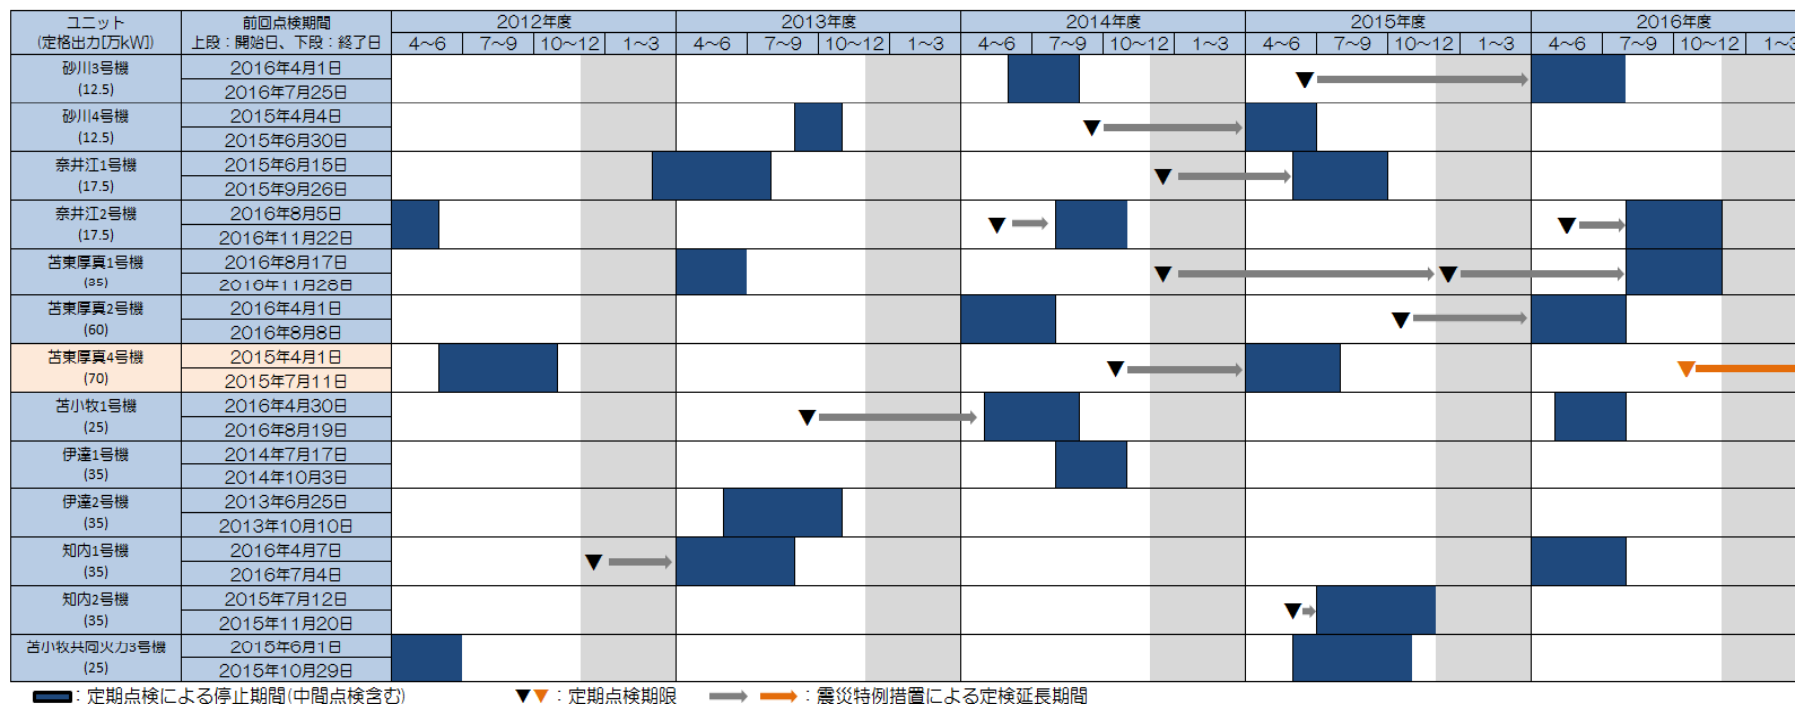 ユニット 前回点検期間 2012年度 2013年度 2014年度 2015年度 2016年度
(定格出力[万kW]) 上段：開始日、下段：終了日 4～6 7～9 10～12 1～3 4～6 7～9 10～12 1～3 4～6 7～9 10～12 1～3 4～6 7～9 10～12 1～3 4～6 7～9 10～12 1～3
砂川3号機 2016年4月1日
(12.5) 2016年7月25日
砂川4号機 2015年4月4日
(12.5) 2015年6月30日
奈井江1号機 2015年6月15日
(17.5) 2015年9月26日
奈井江2号機 2016年8月5日
(17.5) 2016年11月22日
苫東厚真1号機 2016年8月17日
(35) 2016年11月28日
苫東厚真2号機 2016年4月1日
(60) 2016年8月8日
苫東厚真4号機 2015年4月1日
(70) 2015年7月11日
苫小牧1号機 2016年4月30日
(25) 2016年8月19日
伊達1号機 2014年7月17日
(35) 2014年10月3日
伊達2号機 2013年6月25日
(35) 2013年10月10日
知内1号機 2016年4月7日
(35) 2016年7月4日
知内2号機 2015年7月12日
(35) 2015年11月20日
苫小牧共同火力3号機 2015年6月1日
(25) 2015年10月29日
：定期点検による停止期間(中間点検含む) ▼▼：定期点検期限 ：震災特例措置による定検延長期間